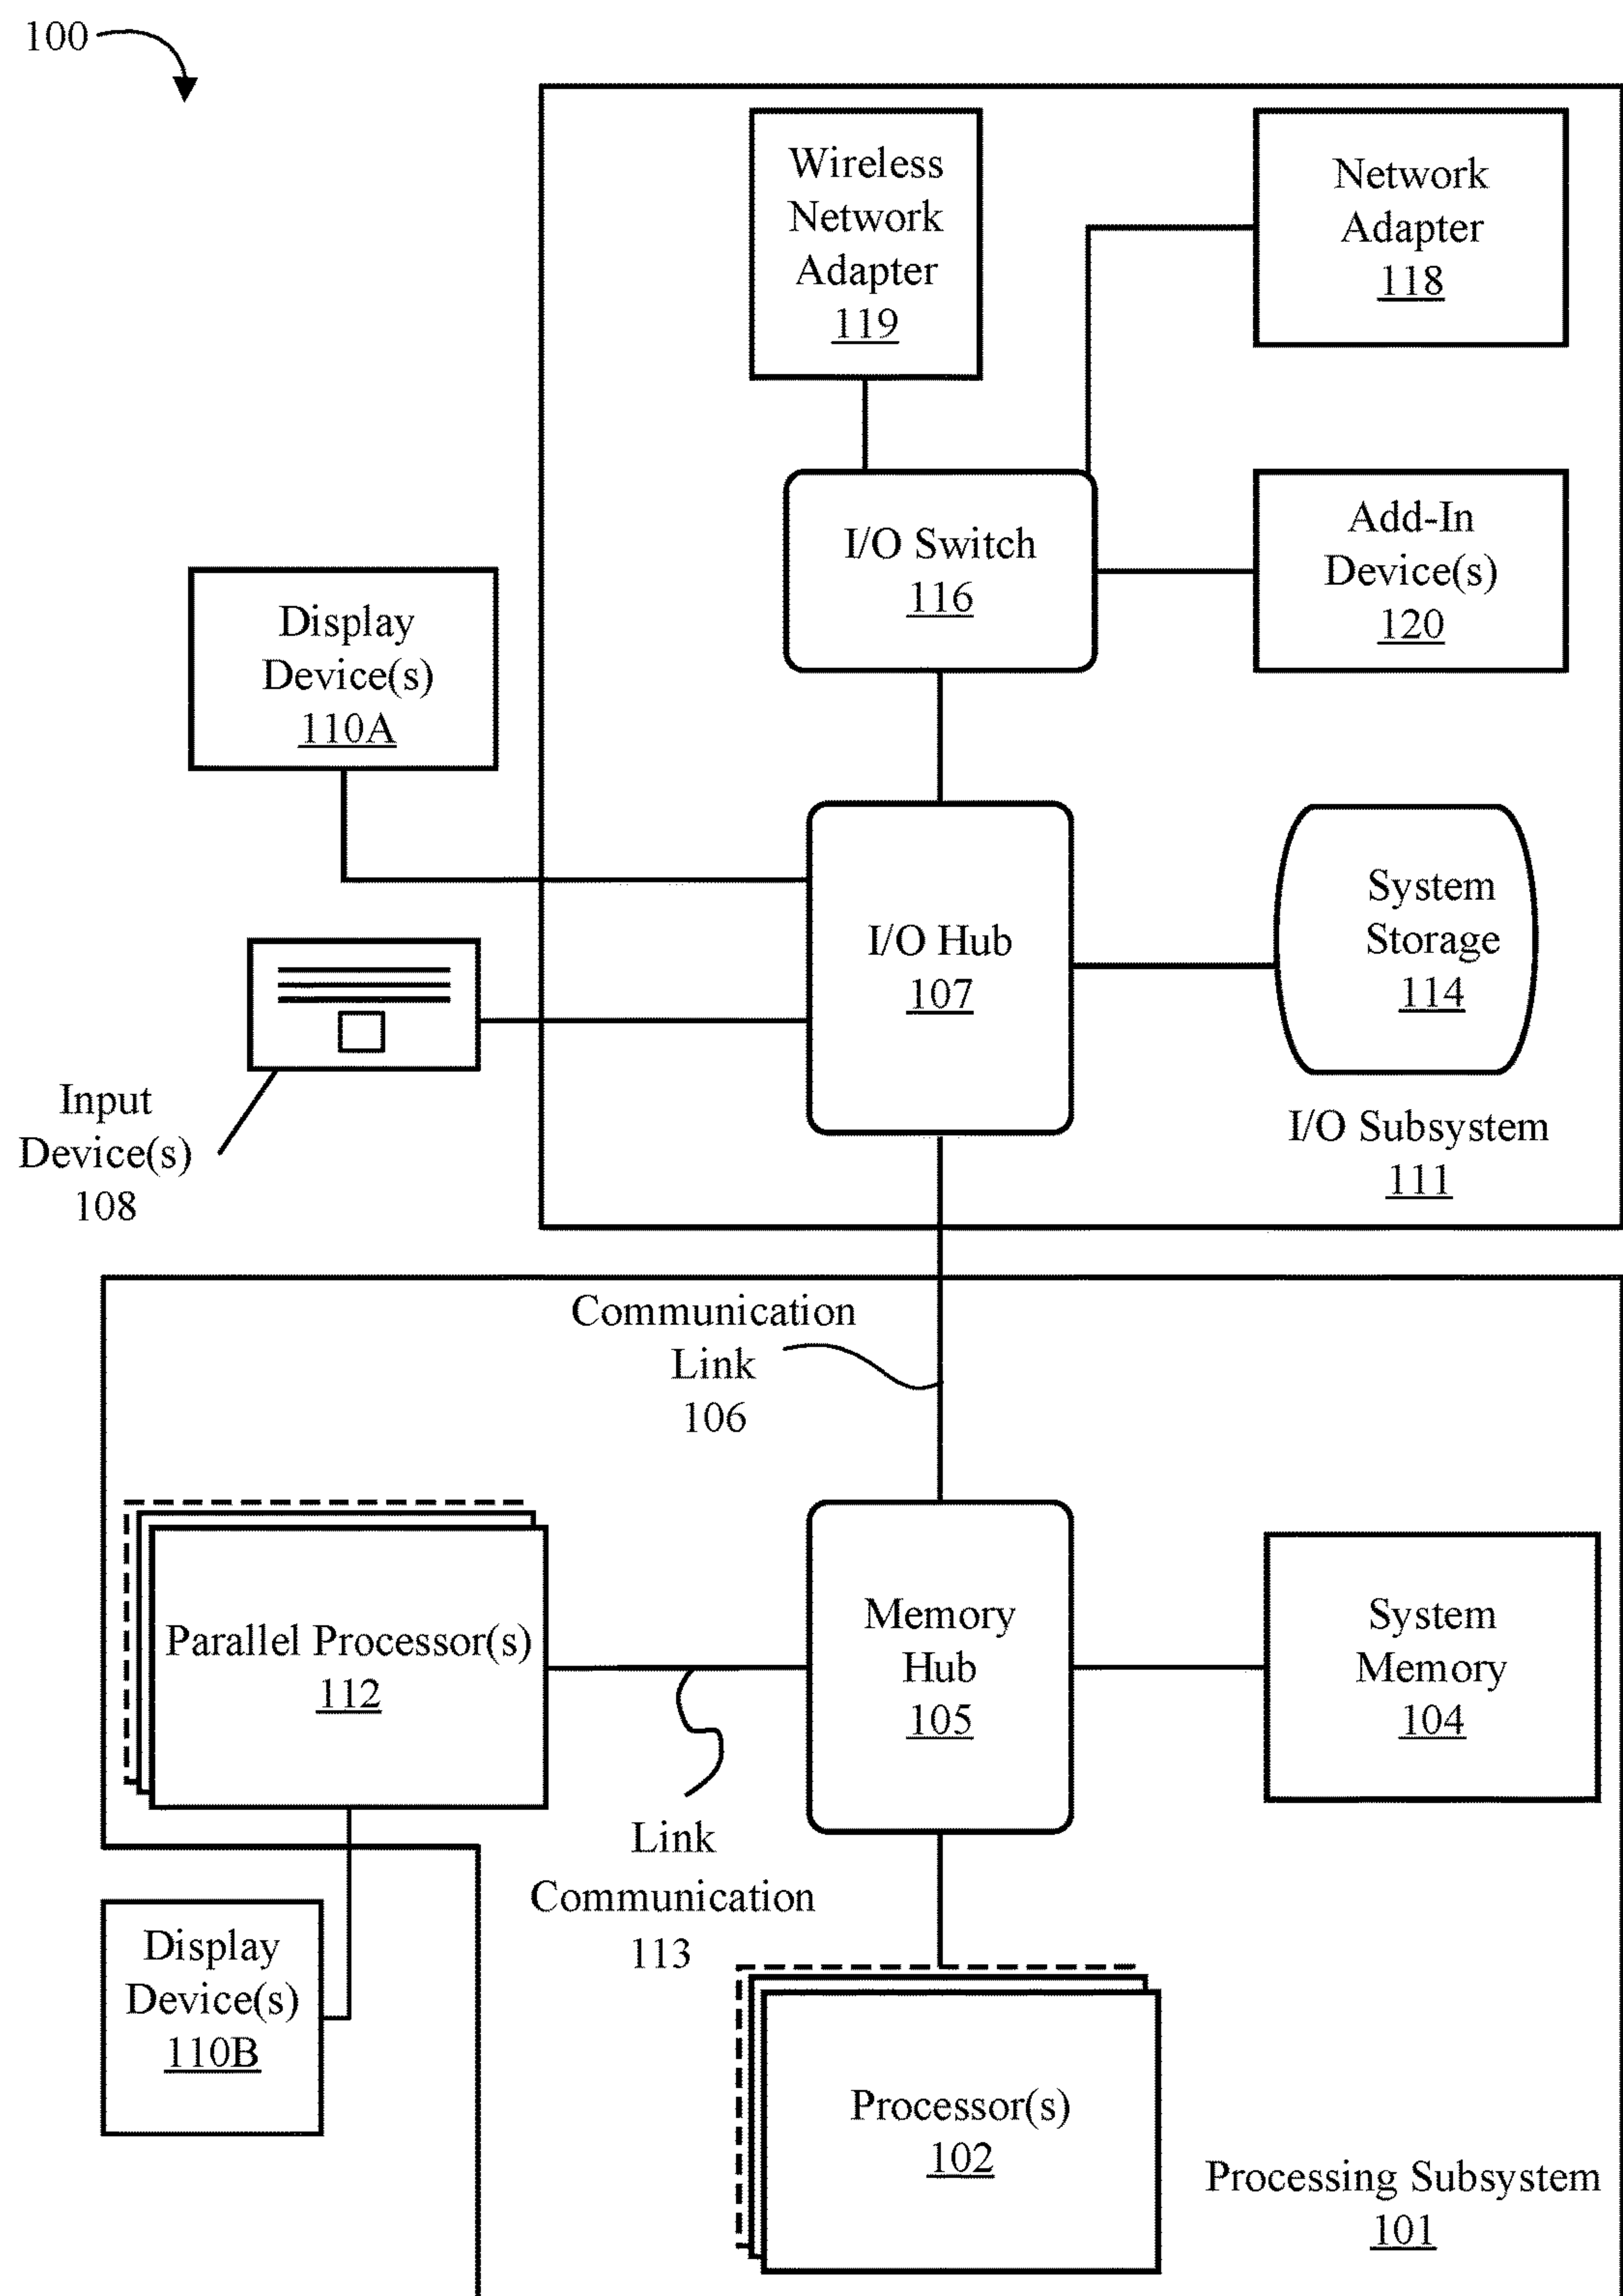 100
Wireless
Network
Adapter
119
Network
Adapter
118
I/O Switch
116
Add-In
Device(s)
120
Display
Device(s)
110A
I/O Hub
107
System
Storage
114
Input
Device(s)
108
I/O Subsystem
111
Communication
Link
106
Parallel Processor(s)
112
Memory
Hub
105
System
Memory
104
Link
Communication
113
Display
Device(s)
110B
Processor(s)
102
Processing Subsystem
101